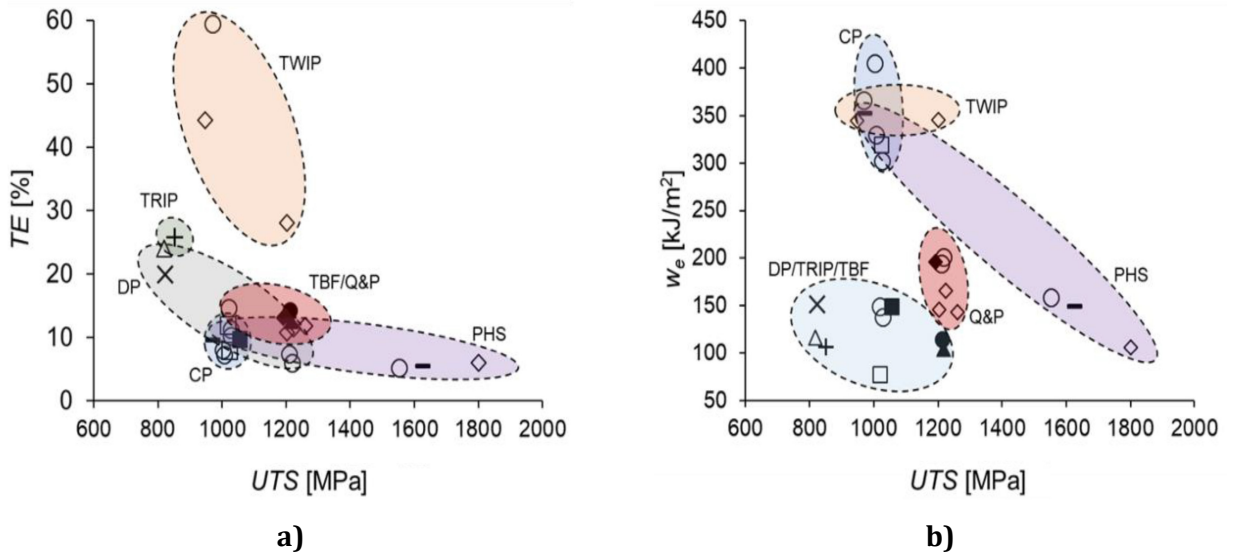 60
50
40
30
20
10
0
600 800 1000 1200 1400 1600 1800 2000
TE [%]
UTS [MPa]
TWIP
TRIP
DP
TBF/Q&P
PHS
CP
a)
450
400
350
300
250
200
150
100
50
600 800 1000 1200 1400 1600 1800 2000
wₑ [kJ/m²]
UTS [MPa]
CP
TWIP
DP/TRIP/TBF
PHS
Q&P
b)